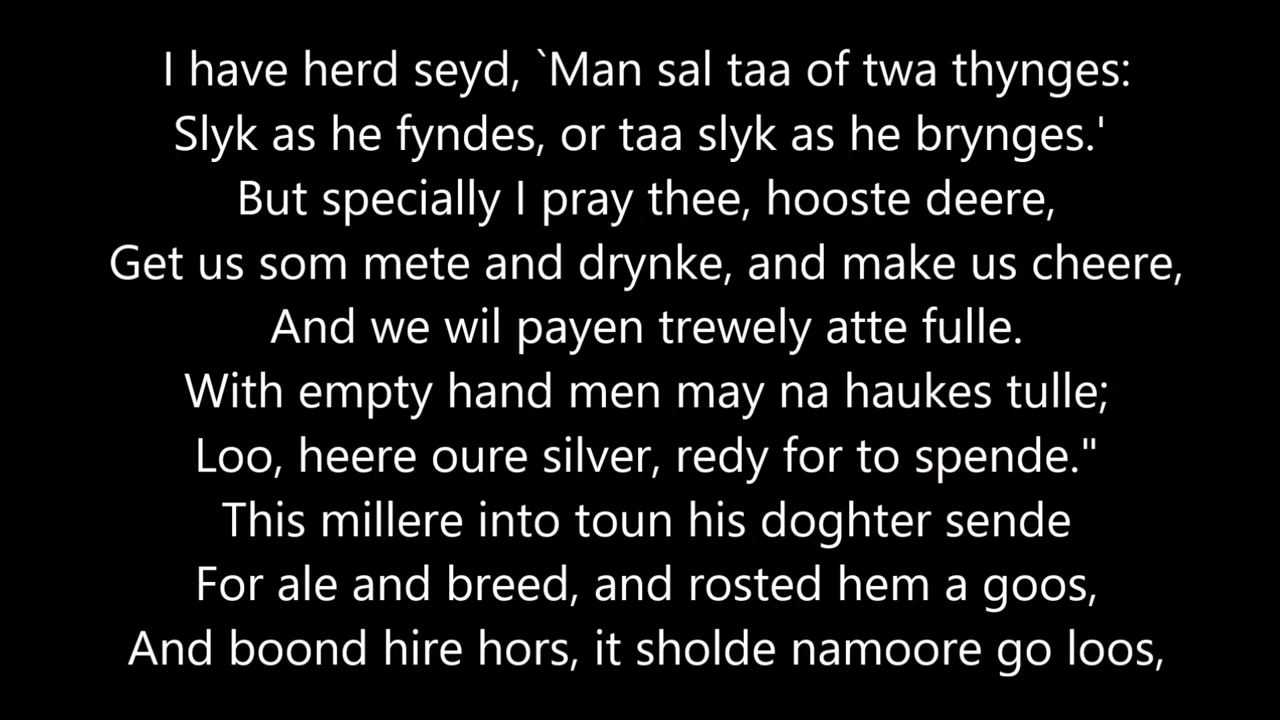 I have herd seyd, `Man sal taa of twa thynges:
Slyk as he fyndes, or taa slyk as he brynges.'
But specially I pray thee, hooste deere,
Get us som mete and drynke, and make us cheere,
And we wil payen trewely atte fulle.
With empty hand men may na haukes tulle;
Loo, heere oure silver, redy for to spende."
This millere into toun his doghter sende
For ale and breed, and rosted hem a goos,
And boond hire hors, it sholde namoore go loos,